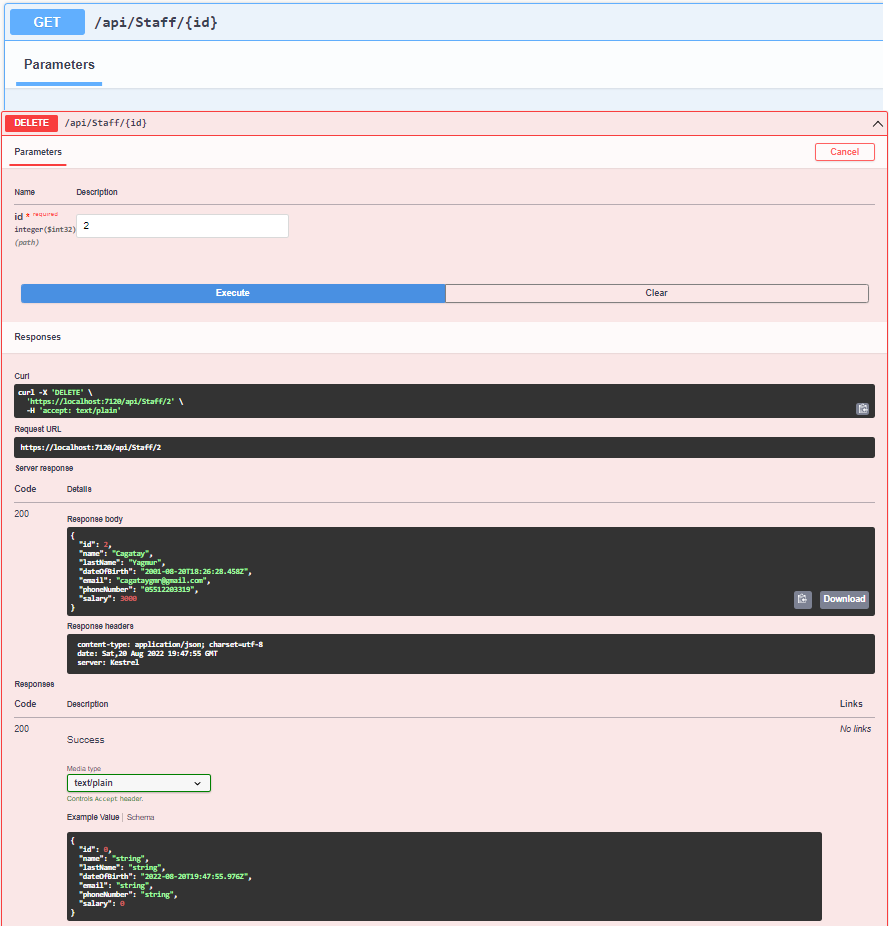 GET /api/Staff/{id}
Parameters
DELETE /api/Staff/{id}
Parameters Cancel
Name Description
id * required
integer($int32) 2
(path)
Execute Clear
Responses
Curl
curl -X 'DELETE' \
'https://localhost:7120/api/Staff/2' \
-H 'accept: text/plain'
Request URL
https://localhost:7120/api/Staff/2
Server response
Code Details
200
Response body
{
"id": 2,
"name": "Cagatay",
"lastName": "Yagmur",
"dateOfBirth": "2001-08-20T18:26:28.458Z",
"email": "cagataygmr@gmail.com",
"phoneNumber": "05512203319",
"salary": 3000
}
Download
Response headers
content-type: application/json; charset=utf-8
date: Sat,20 Aug 2022 19:47:55 GMT
server: Kestrel
Responses
Code Description Links
200 No links
Success
Media type
text/plain
Controls Accept header.
Example Value | Schema
{
"id": 0,
"name": "string",
"lastName": "string",
"dateOfBirth": "2022-08-20T19:47:55.976Z",
"email": "string",
"phoneNumber": "string",
"salary": 0
}